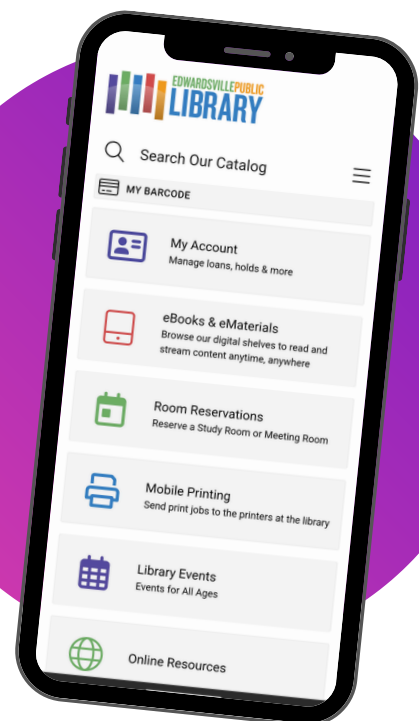 EDWARDSVILLEPUBLIC
LIBRARY
Search Our Catalog
MY BARCODE
My Account
Manage loans, holds & more
eBooks & eMaterials
Browse our digital shelves to read and
stream content anytime, anywhere
Room Reservations
Reserve a Study Room or Meeting Room
Mobile Printing
Send print jobs to the printers at the library
Library Events
Events for All Ages
Online Resources